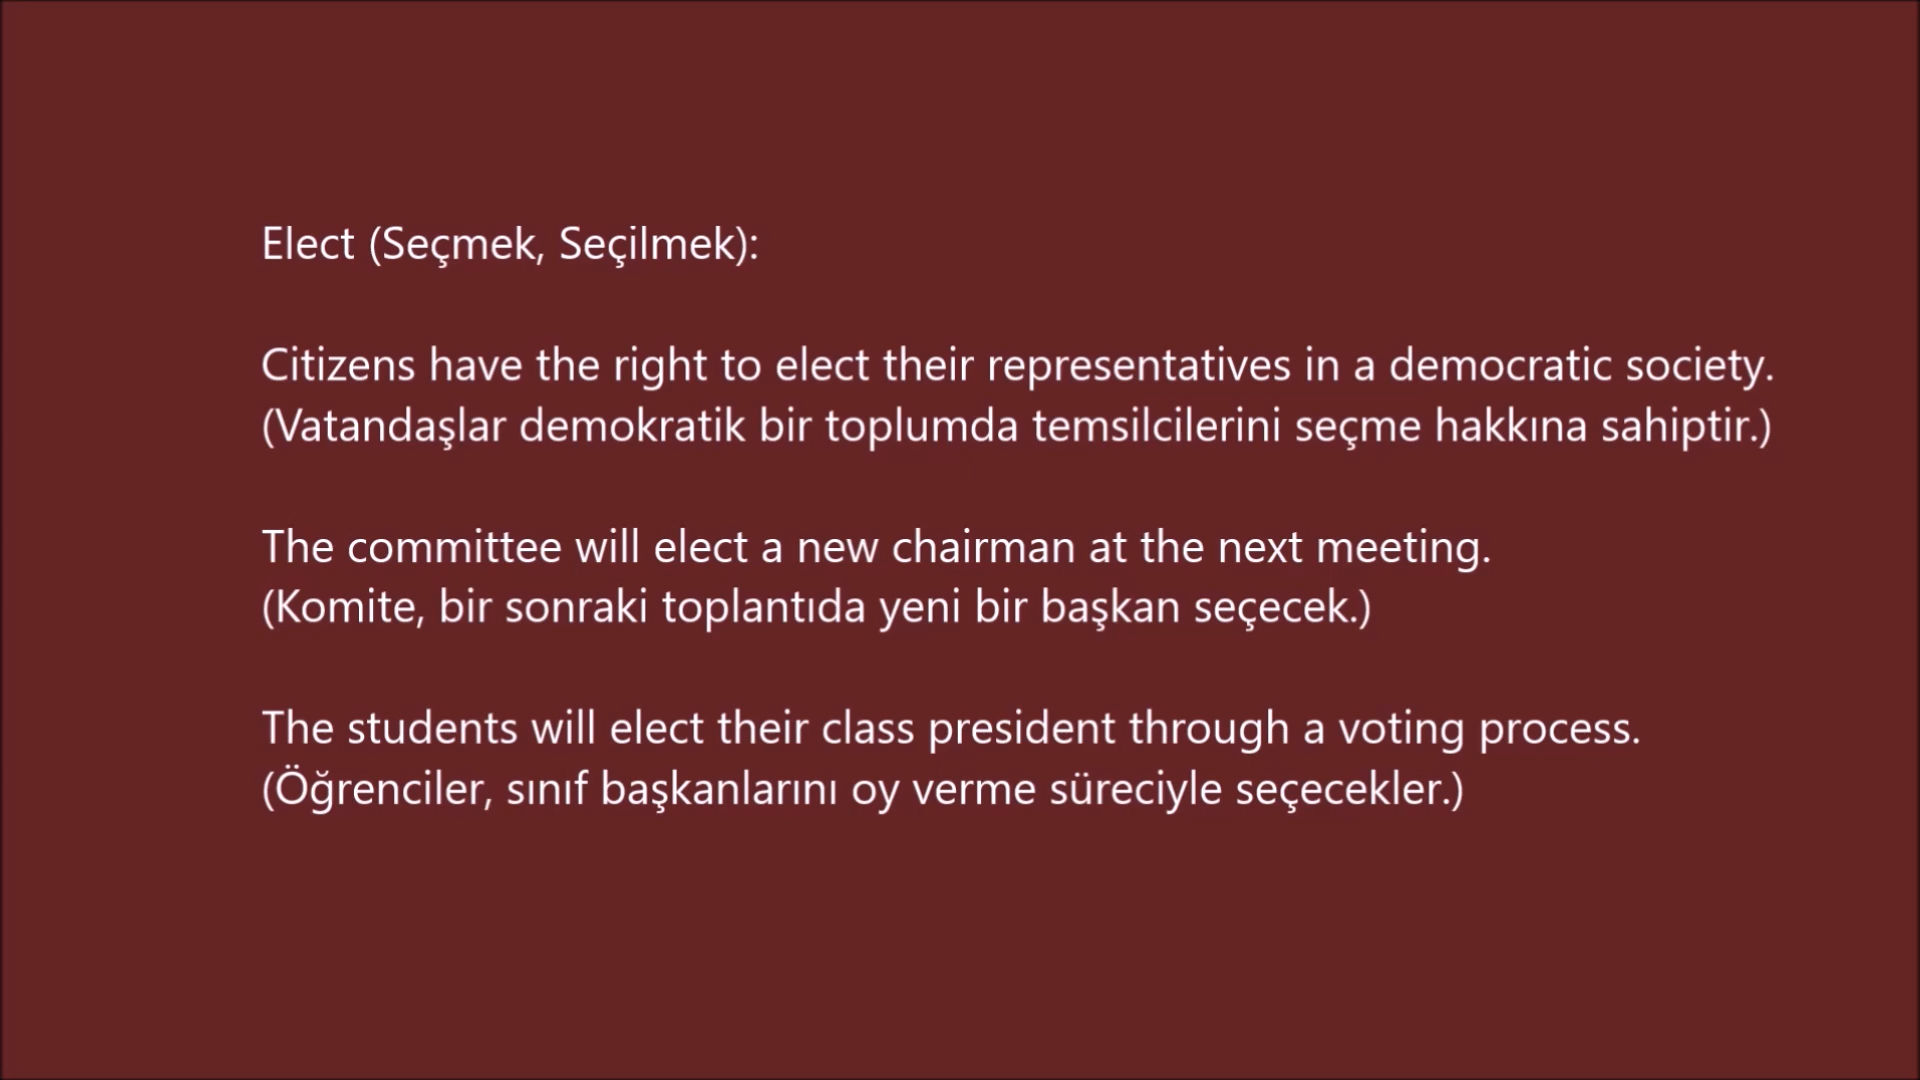 Elect (Seçmek, Seçilmek):
Citizens have the right to elect their representatives in a democratic society.
(Vatandaşlar demokratik bir toplumda temsilcilerini seçme hakkına sahiptir.)
The committee will elect a new chairman at the next meeting.
(Komite, bir sonraki toplantıda yeni bir başkan seçecek.)
The students will elect their class president through a voting process.
(Öğrenciler, sınıf başkanlarını oy verme süreciyle seçecekler.)